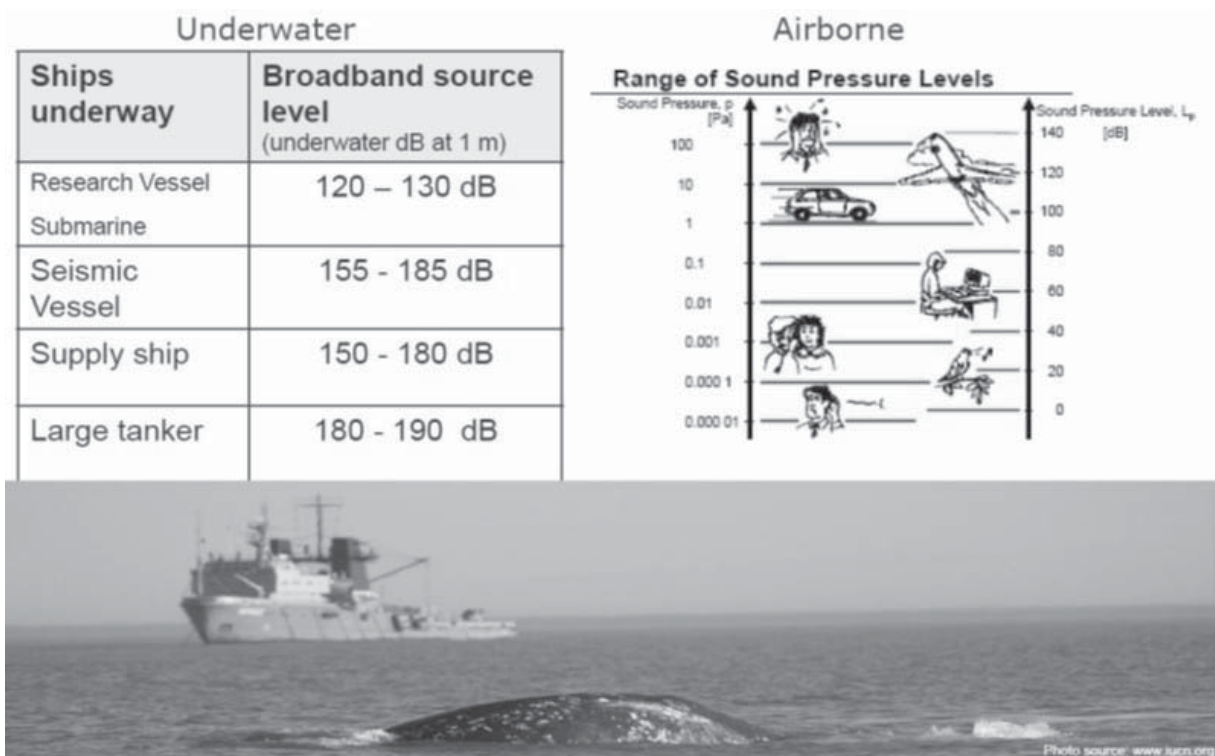 Underwater
Ships
underway
Broadband source
level
(underwater dB at 1 m)
Research Vessel
Submarine
120 – 130 dB
Seismic
Vessel
155 - 185 dB
Supply ship
150 - 180 dB
Large tanker
180 - 190 dB
Airborne
Range of Sound Pressure Levels
Sound Pressure, p
[Pa]
100
10
1
0.1
0.01
0.001
0.000 1
0.000 01
Sound Pressure Level, Lp
[dB]
140
120
100
80
60
40
20
0
Photo source: www.iucn.org